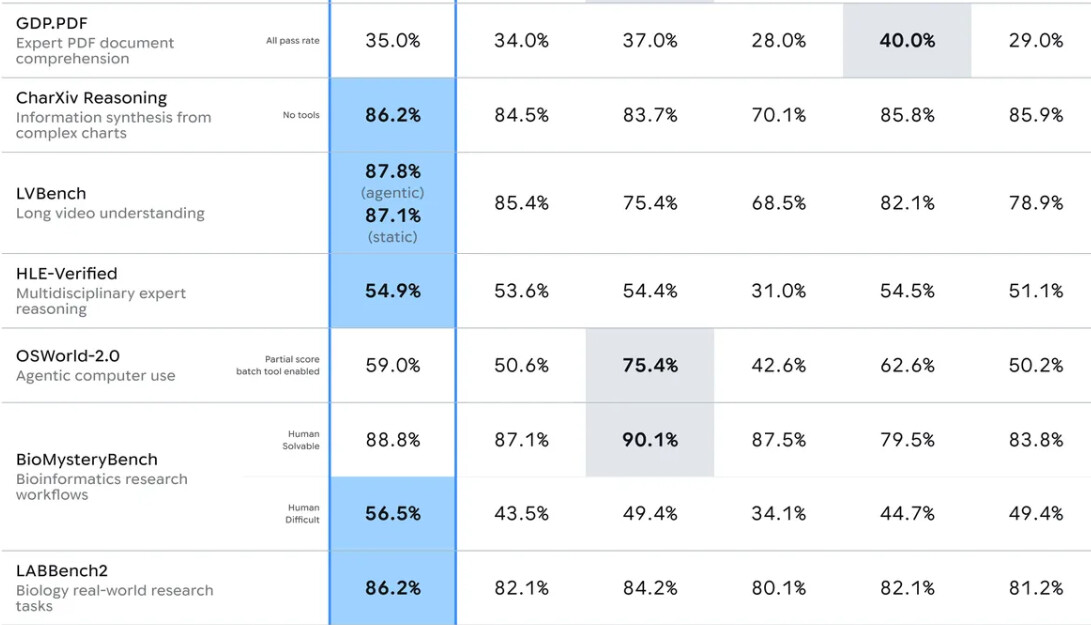 GDP.PDF
Expert PDF document
comprehension
All pass rate
35.0% 34.0% 37.0% 28.0% 40.0% 29.0%
CharXiv Reasoning
Information synthesis from
complex charts
No tools
86.2% 84.5% 83.7% 70.1% 85.8% 85.9%
LVBench
Long video understanding
87.8%
(agentic)
87.1%
(static)
85.4% 75.4% 68.5% 82.1% 78.9%
HLE-Verified
Multidisciplinary expert
reasoning
54.9% 53.6% 54.4% 31.0% 54.5% 51.1%
OSWorld-2.0
Agentic computer use
Partial score
batch tool enabled
59.0% 50.6% 75.4% 42.6% 62.6% 50.2%
BioMysteryBench
Bioinformatics research
workflows
Human
Solvable
88.8% 87.1% 90.1% 87.5% 79.5% 83.8%
Human
Difficult
56.5% 43.5% 49.4% 34.1% 44.7% 49.4%
LABBench2
Biology real-world research
tasks
86.2% 82.1% 84.2% 80.1% 82.1% 81.2%